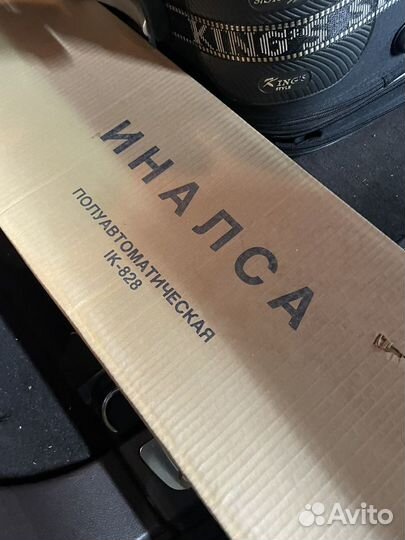 KING'S S
KING'S
STYLE
ИНАЛСА
ПОЛУАВТОМАТИЧЕСКАЯ
IK-828
Avito